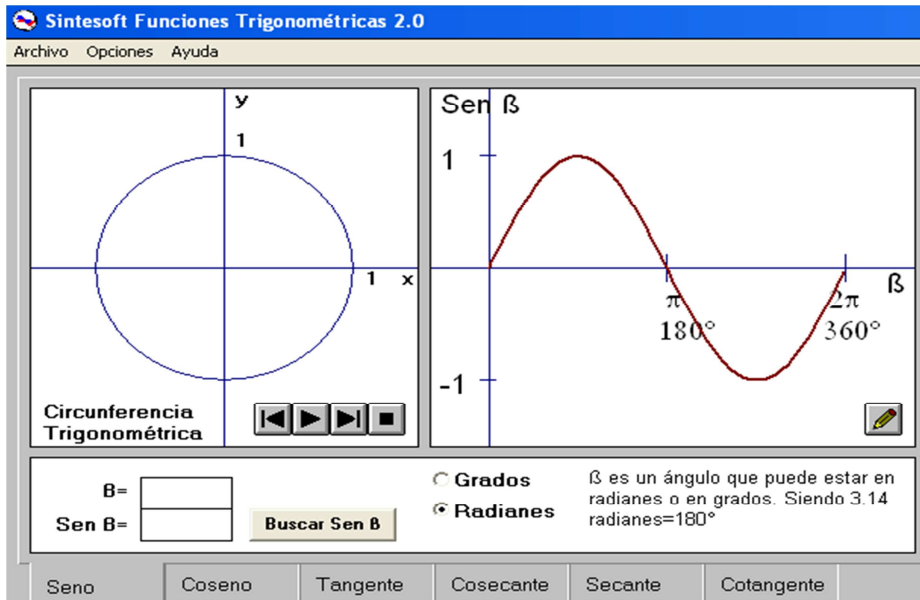 Sintesoft Funciones Trigonométricas 2.0
Archivo Opciones Ayuda
y
1
1 x
Circunferencia
Trigonométrica
Sen ß
1
ß
π 2π
180° 360°
-1
B=
Sen B=
Buscar Sen ß
Grados
Radianes
ß es un ángulo que puede estar en
radianes o en grados. Siendo 3.14
radianes=180°
Seno Coseno Tangente Cosecante Secante Cotangente